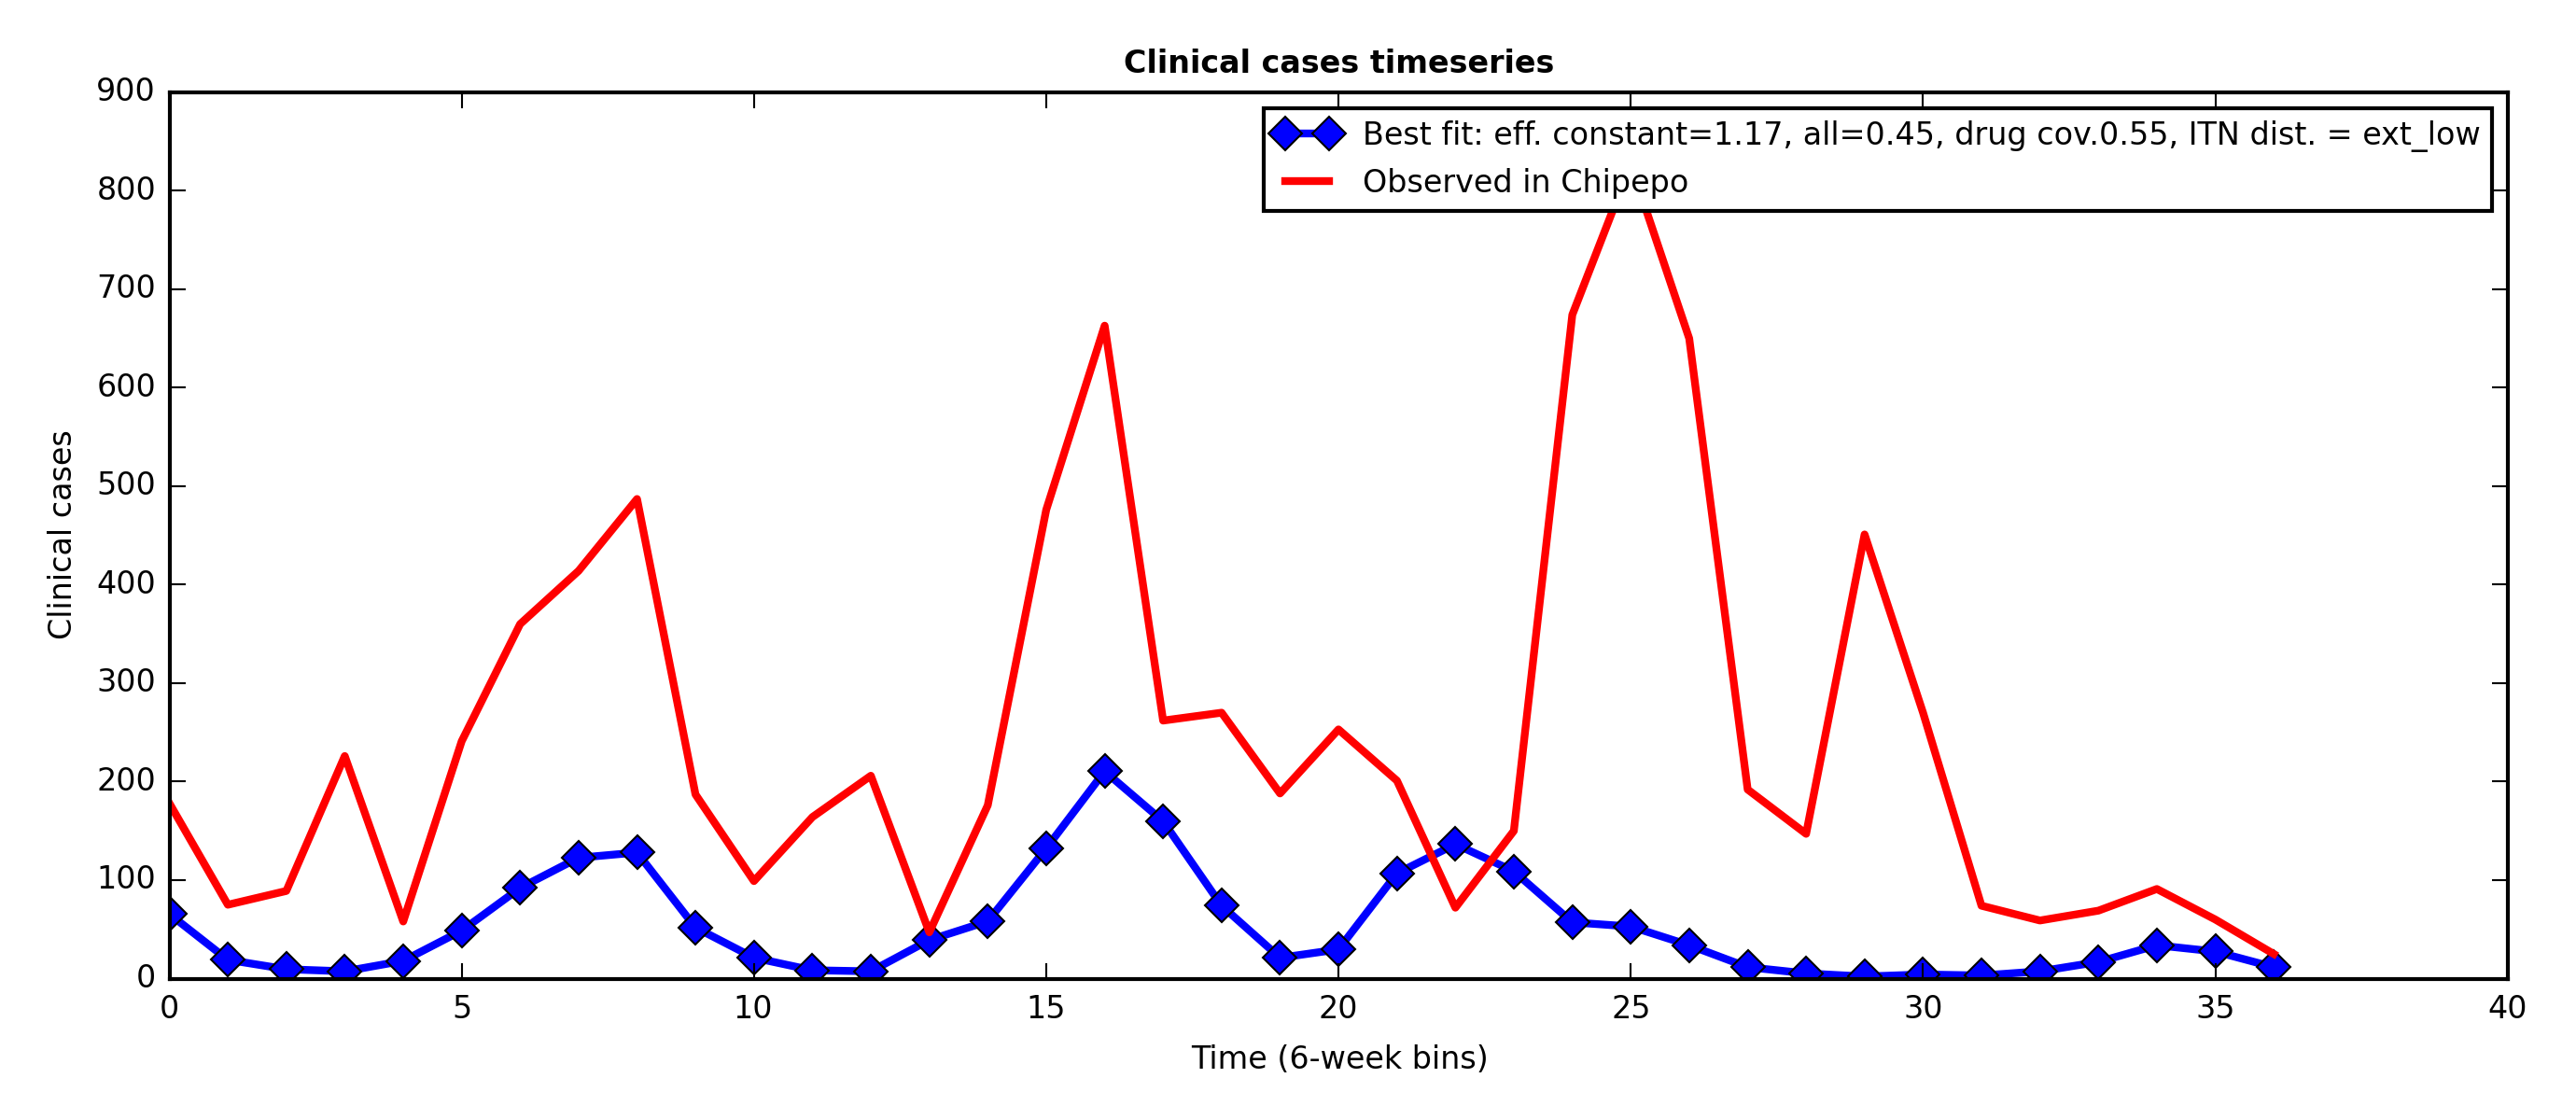 Clinical cases timeseries
900
800
700
600
500
400
300
200
100
0
Clinical cases
Best fit: eff. constant=1.17, all=0.45, drug cov.0.55, ITN dist. = ext_low
Observed in Chipepo
0 5 10 15 20 25 30 35 40
Time (6-week bins)